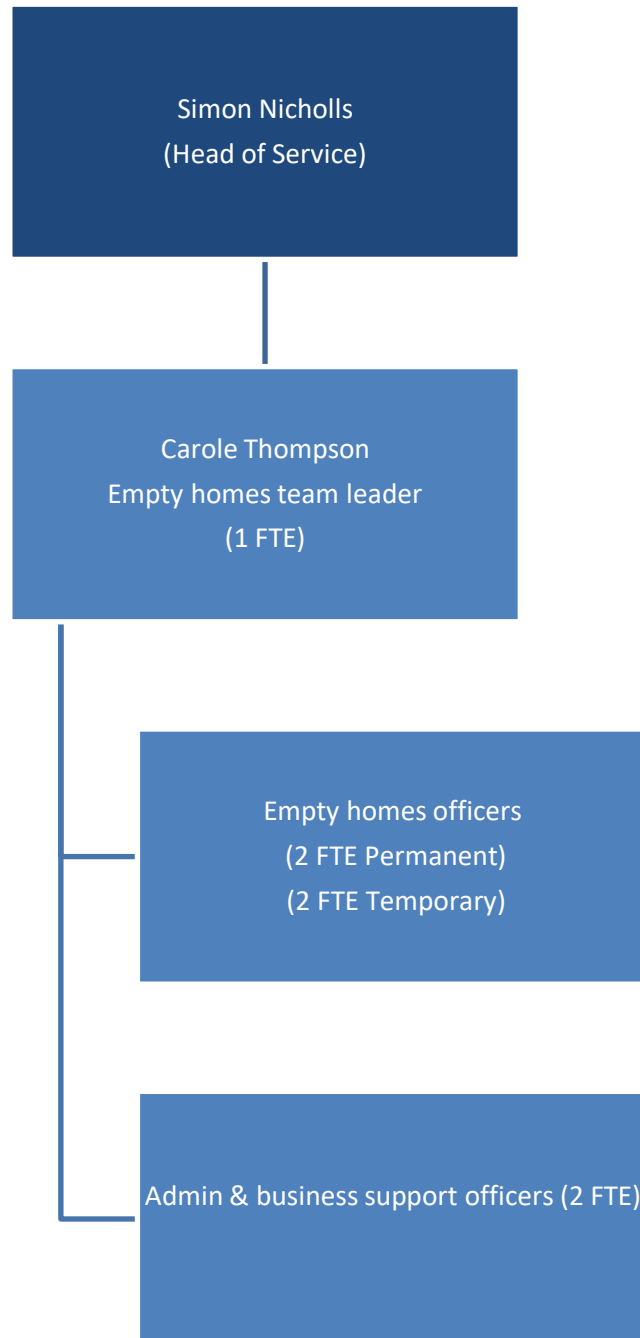 Simon Nicholls
(Head of Service)
Carole Thompson
Empty homes team leader
(1 FTE)
Empty homes officers
(2 FTE Permanent)
(2 FTE Temporary)
Admin & business support officers (2 FTE)